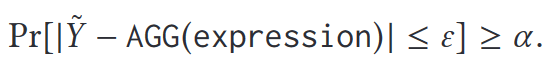 Pr[|Ỹ − AGG(expression)| ≤ ε] ≥ α.